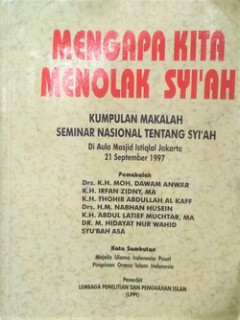 MENGAPA KITA
MENOLAK SYI'AH
KUMPULAN MAKALAH
SEMINAR NASIONAL TENTANG SYI'AH
Di Aula Masjid Istiqlal Jakarta
21 September 1997
Pemakalah
Drs. K.H. MOH. DAWAM ANWAR
K.H. IRFAN ZIDNY, MA
K.H. THOHIR ABDULLAH AL KAFF
Drs. H.M. NABHAN HUSEIN
K.H. ABDUL LATIEF MUCHTAR, MA
DR. M. HIDAYAT NUR WAHID
SYU'BAH ASA
Kata Sambutan
Majelis Ulama Indonesia Pusat
Pimpinan Ormas Islam Indonesia
Penerbit
LEMBAGA PENELITIAN DAN PENGKAJIAN ISLAM
(LPPI)